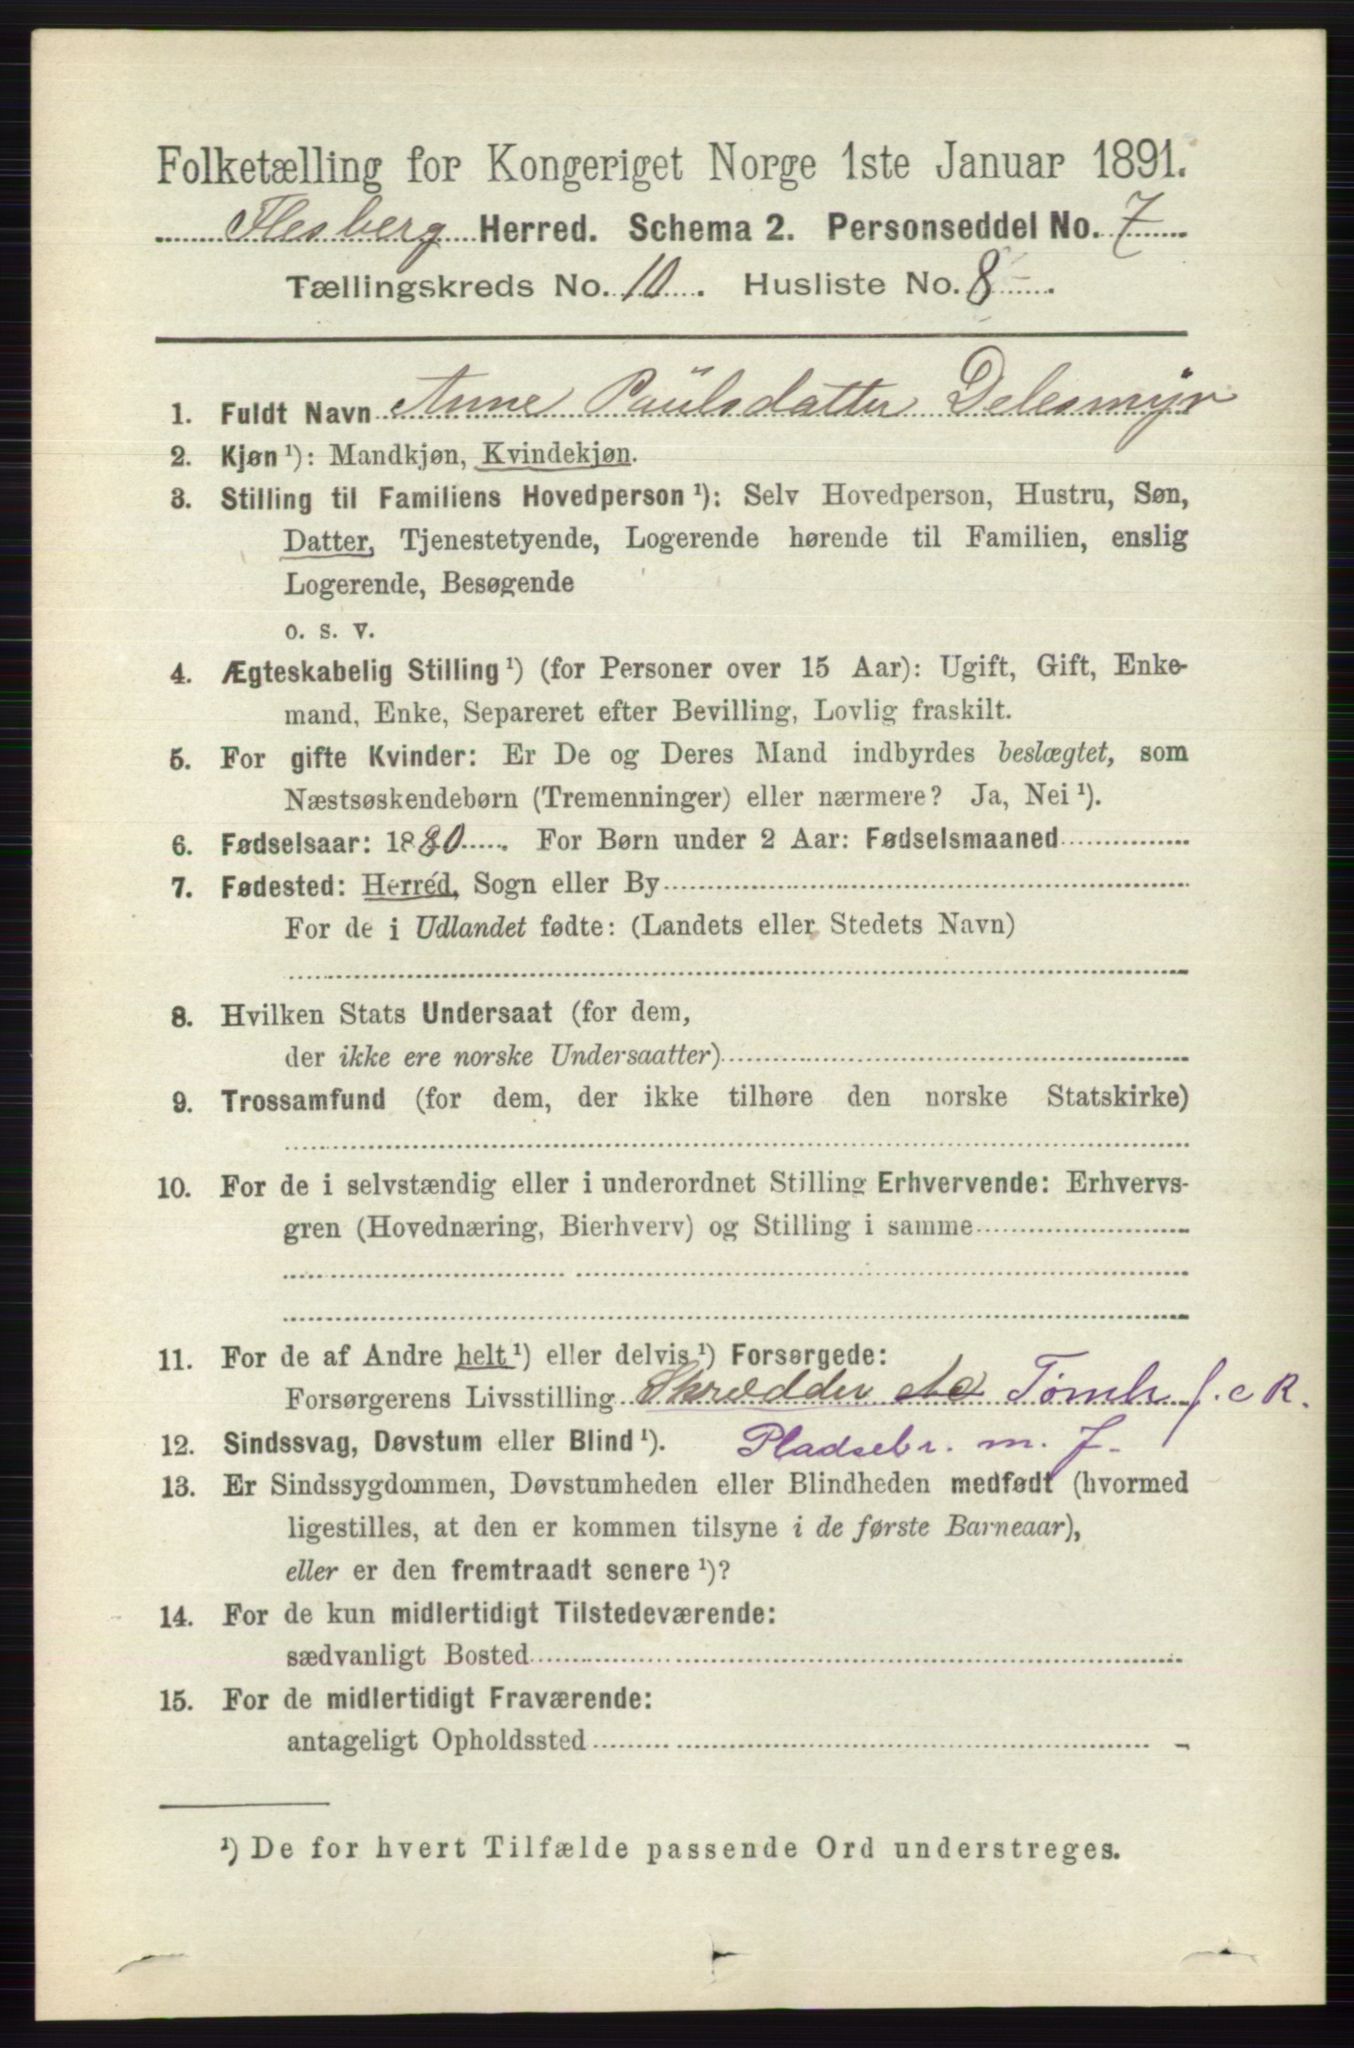 Folketælling for Kongeriget Norge 1ste Januar 1891.
Flesberg Herred. Schema 2. Personseddel No. 7
Tællingskreds No. 10. Husliste No. 8
1. Fuldt Navn Anne Paulsdatter Delesmyr
2. Kjøn ¹): Mandkjøn, Kvindekjøn.
3. Stilling til Familiens Hovedperson ¹): Selv Hovedperson, Hustru, Søn,
Datter, Tjenestetyende, Logerende hørende til Familien, enslig
Logerende, Besøgende
o. s. v.
4. Ægteskabelig Stilling ¹) (for Personer over 15 Aar): Ugift, Gift, Enke-
mand, Enke, Separeret efter Bevilling, Lovlig fraskilt.
5. For gifte Kvinder: Er De og Deres Mand indbyrdes beslægtet, som
Næstsøskendebørn (Tremenninger) eller nærmere? Ja, Nei ¹).
6. Fødselsaar: 1880. For Børn under 2 Aar: Fødselsmaaned
7. Fødested: Herred, Sogn eller By
For de i Udlandet fødte: (Landets eller Stedets Navn)
8. Hvilken Stats Undersaat (for dem,
der ikke ere norske Undersaatter)
9. Trossamfund (for dem, der ikke tilhøre den norske Statskirke)
10. For de i selvstændig eller i underordnet Stilling Erhvervende: Erhvervs-
gren (Hovednæring, Bierhverv) og Stilling i samme
11. For de af Andre helt ¹) eller delvis ¹) Forsørgede:
Forsørgerens Livsstilling Skrædder Tømh f. e R.
12. Sindssvag, Døvstum eller Blind ¹). Pladsebr. m. J.
13. Er Sindssygdommen, Døvstumheden eller Blindheden medfødt (hvormed
ligestilles, at den er kommen tilsyne i de første Barneaar),
eller er den fremtraadt senere ¹)?
14. For de kun midlertidigt Tilstedeværende:
sædvanligt Bosted
15. For de midlertidigt Fraværende:
antageligt Opholdssted
¹) De for hvert Tilfælde passende Ord understreges.